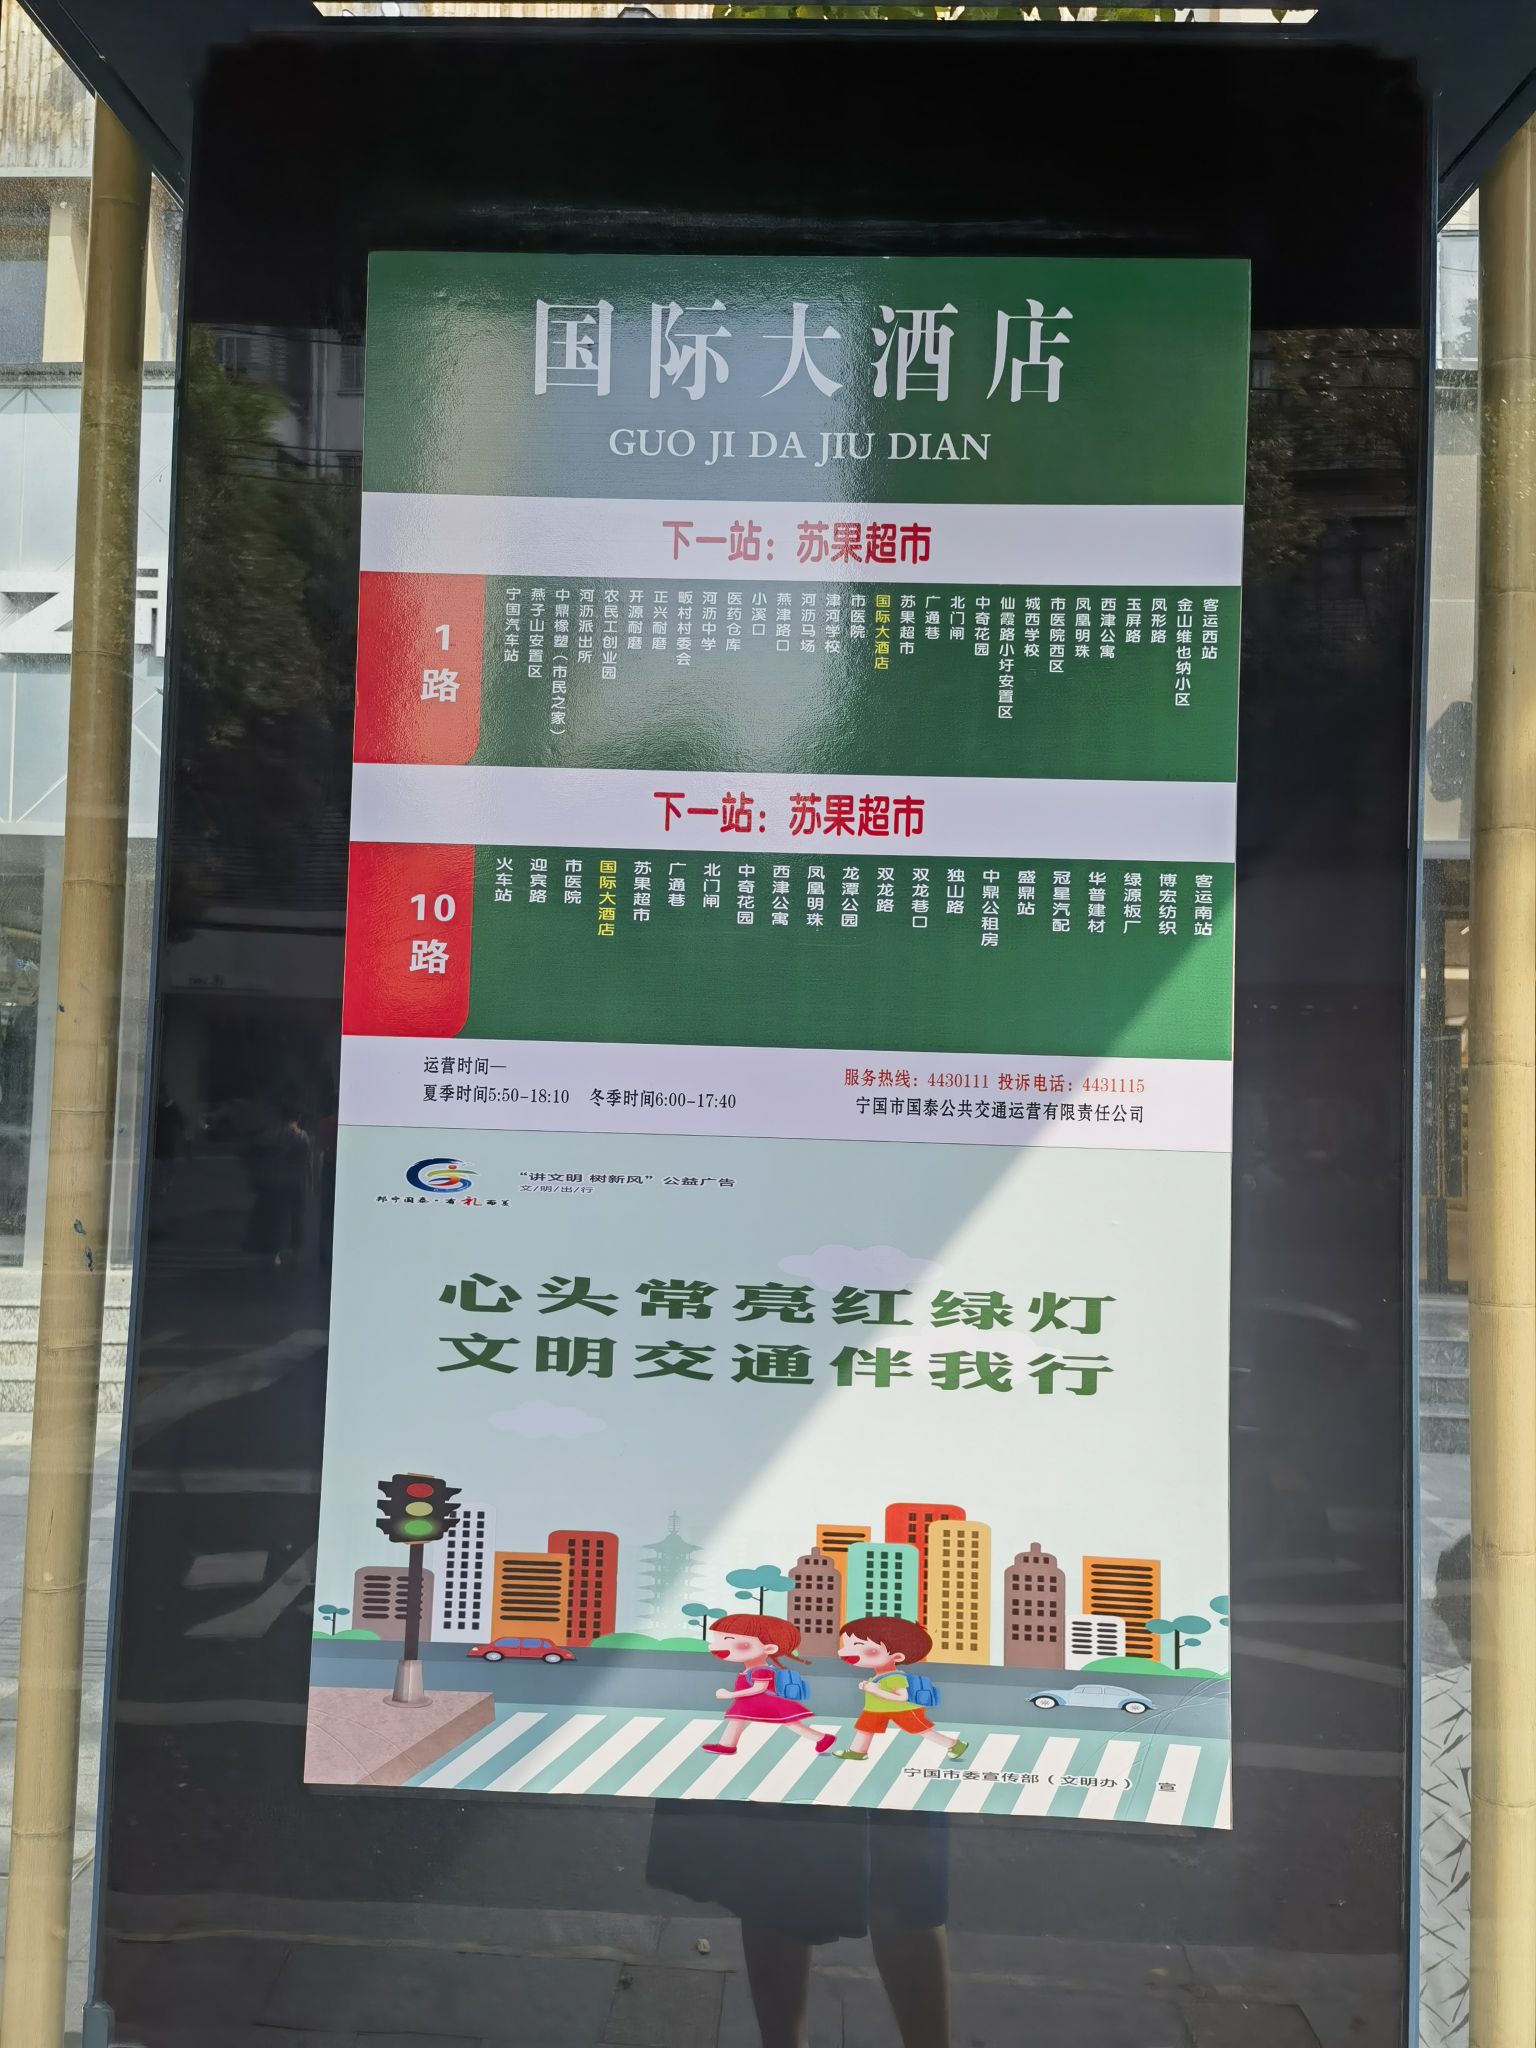 国际大酒店
GUO JI DA JIU DIAN
下一站：苏果超市
1路
宁国汽车站
燕子山安置区
中鼎橡塑（市民之家）
河沥派出所
农民工创业园
开源耐磨
正兴耐磨
畈村村委会
河沥中学
医药仓库
小溪口
燕津路口
河沥马场
津河学校
市医院
国际大酒店
苏果超市
广通巷
北门闸
中奇花园
仙霞路小圩安置区
城西学校
市医院西区
凤凰明珠
西津公寓
玉屏路
凤形路
金山维也纳小区
客运西站
下一站：苏果超市
10路
火车站
迎宾路
市医院
国际大酒店
苏果超市
广通巷
北门闸
中奇花园
西津公寓
凤凰明珠
龙潭公园
双龙路
双龙巷口
独山路
中鼎公租房
盛鼎站
冠星汽配
华普建材
绿源板厂
博宏纺织
客运南站
运营时间—
夏季时间5:50-18:10 冬季时间6:00-17:40
服务热线：4430111 投诉电话：4431115
宁国市国泰公共交通运营有限责任公司
邦宁国泰·有礼而美
“讲文明 树新风”公益广告
文/明/出/行
心头常亮红绿灯
文明交通伴我行
宁国市委宣传部（文明办） 宣